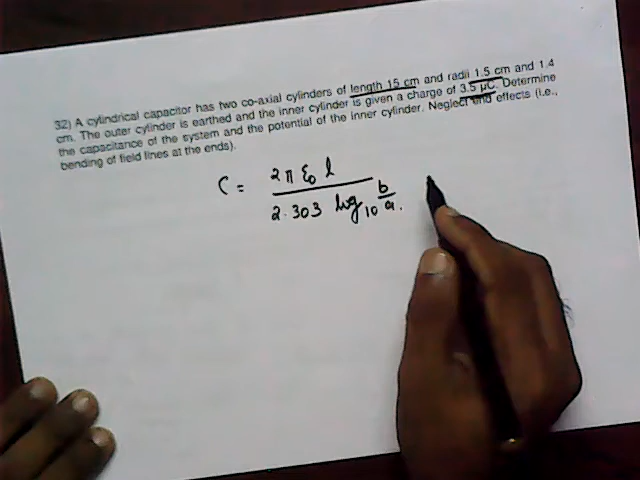 32) A cylindrical capacitor has two co-axial cylinders of length 15 cm and radii 1.5 cm and 1.4
cm. The outer cylinder is earthed and the inner cylinder is given a charge of 3.5 µC. Determine
the capacitance of the system and the potential of the inner cylinder. Neglect end effects (i.e.,
bending of field lines at the ends).
C = 2π ε₀ l / 2.303 log₁₀ b/a.